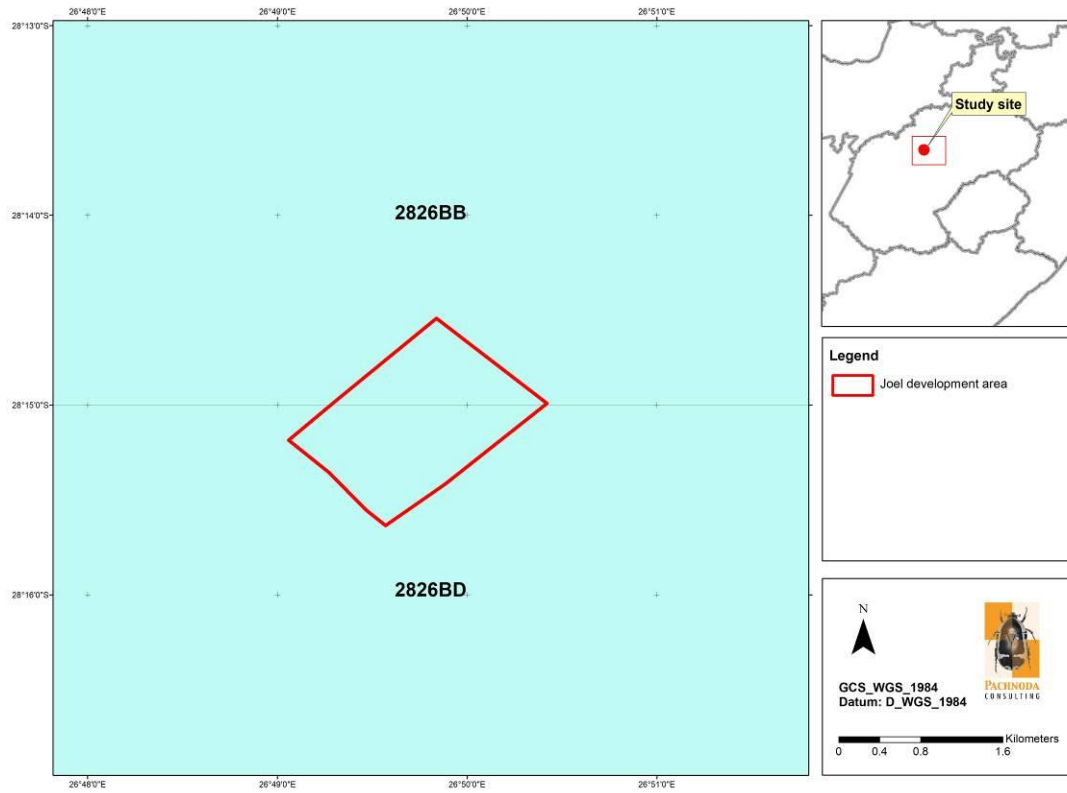 26°48'0"E
26°49'0"E
26°50'0"E
26°51'0"E
28°13'0"S
28°14'0"S
28°15'0"S
28°16'0"S
2826BB
2826BD
26°48'0"E
26°49'0"E
26°50'0"E
26°51'0"E
Study site
Legend
Joel development area
N
PACHNODA
CONSULTING
GCS_WGS_1984
Datum: D_WGS_1984
Kilometers
0 0.4 0.8 1.6